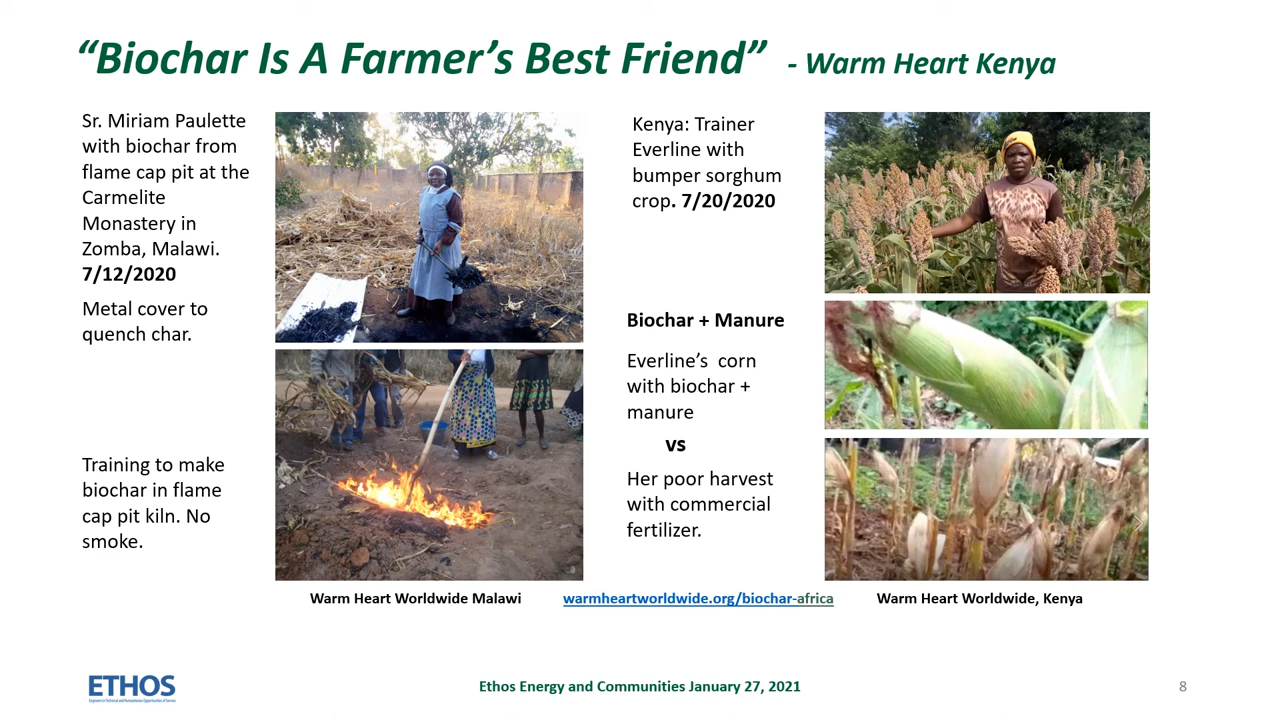 “Biochar Is A Farmer’s Best Friend” - Warm Heart Kenya
Sr. Miriam Paulette
with biochar from
flame cap pit at the
Carmelite
Monastery in
Zomba, Malawi.
7/12/2020
Metal cover to
quench char.
Training to make
biochar in flame
cap pit kiln. No
smoke.
Kenya: Trainer
Everline with
bumper sorghum
crop. 7/20/2020
Biochar + Manure
Everline’s corn
with biochar +
manure
vs
Her poor harvest
with commercial
fertilizer.
Warm Heart Worldwide Malawi
warmheartworldwide.org/biochar-africa
Warm Heart Worldwide, Kenya
ETHOS
Ethos Energy and Communities January 27, 2021
8